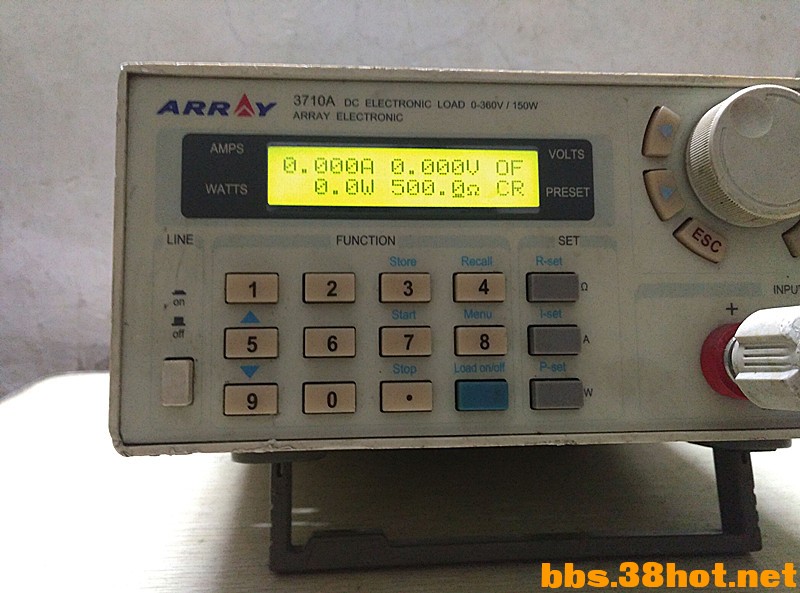 ARRAY 3710A DC ELECTRONIC LOAD 0-360V / 150W
ARRAY ELECTRONIC
AMPS 0.000A 0.000V OF VOLTS
WATTS 0.0W 500.0Ω CR PRESET
ESC
LINE FUNCTION SET
Store Recall R-set
1 2 3 4 Ω
on
Start Menu I-set
off
5 6 7 8 A
Stop Load on/off P-set
9 0 . W
INPU
+
bbs.38hot.net